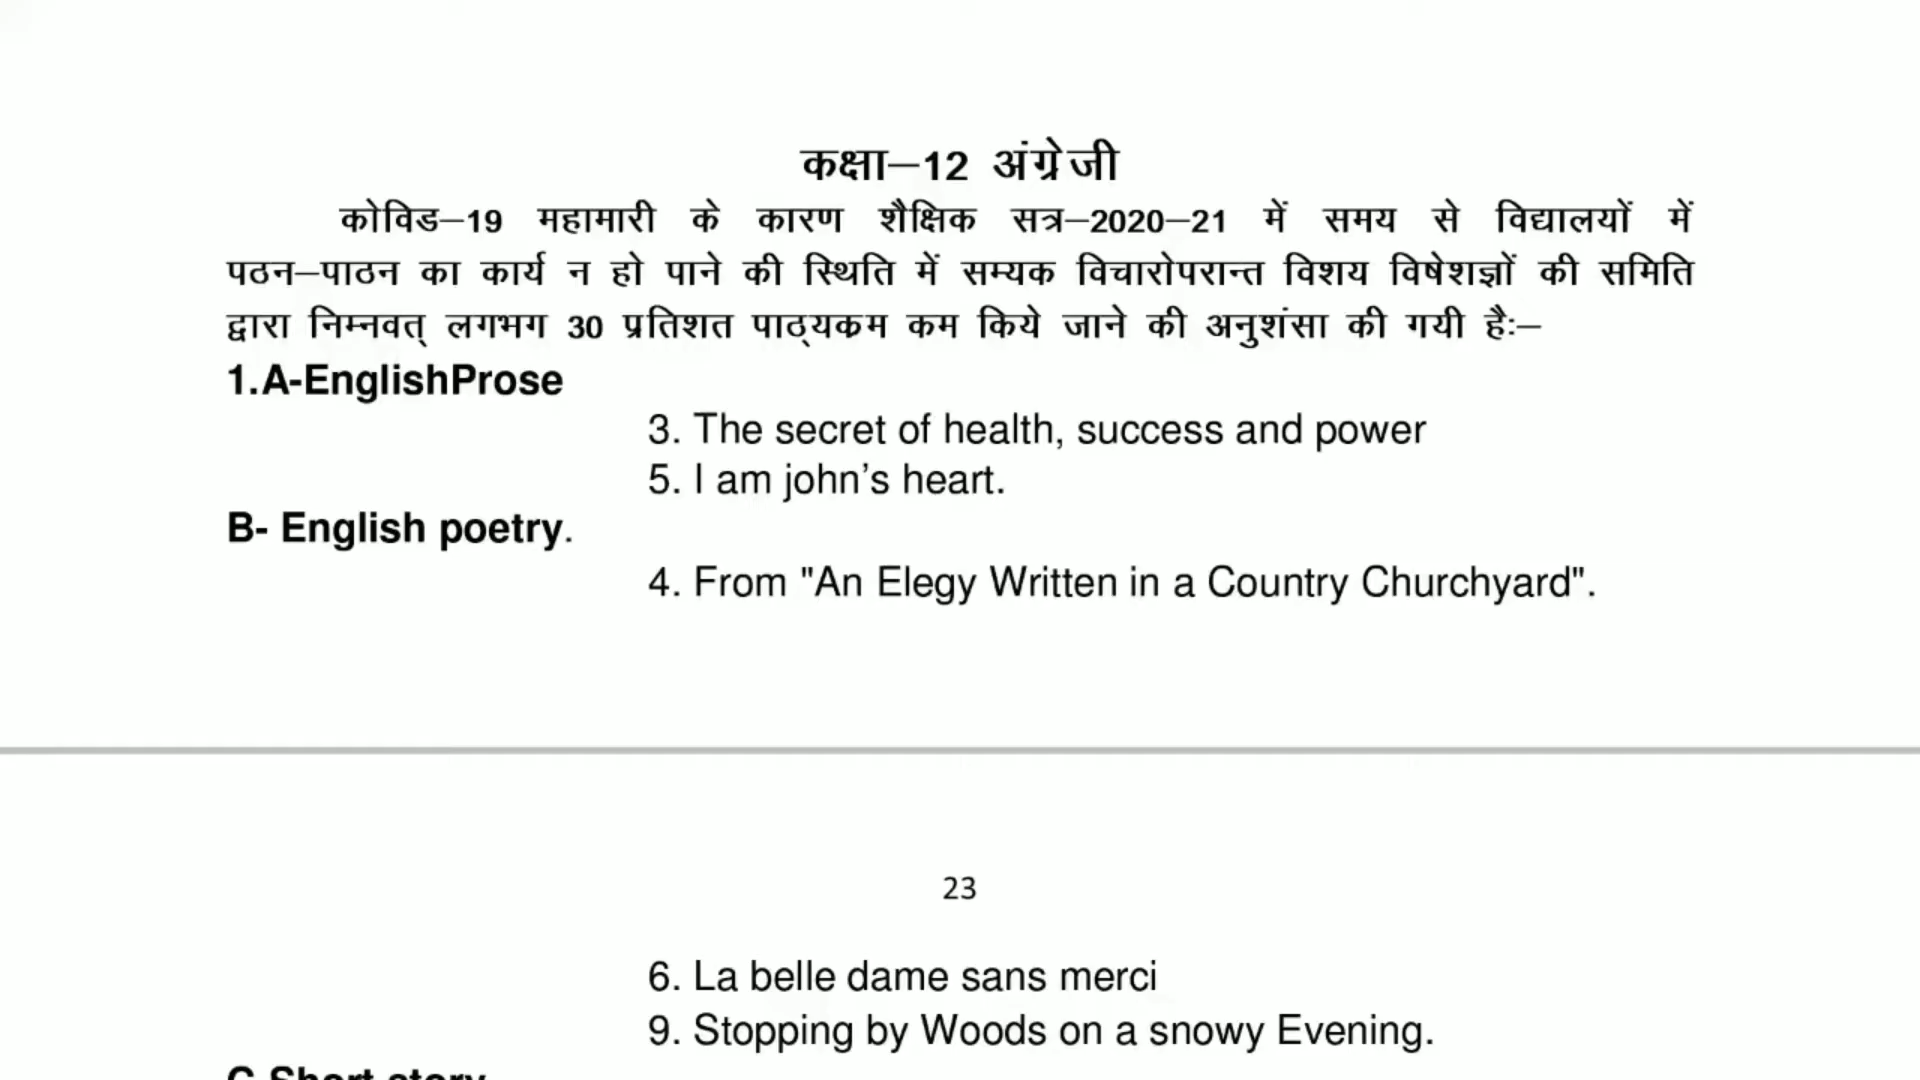 कक्षा–12 अंग्रेजी
कोविड–19 महामारी के कारण शैक्षिक सत्र–2020–21 में समय से विद्यालयों में
पठन–पाठन का कार्य न हो पाने की स्थिति में सम्यक विचारोपरान्त विशय विषेशज्ञों की समिति
द्वारा निम्नवत् लगभग 30 प्रतिशत पाठ्यकम कम किये जाने की अनुशंसा की गयी है:–
1.A-EnglishProse
3. The secret of health, success and power
5. I am john’s heart.
B- English poetry.
4. From "An Elegy Written in a Country Churchyard".
23
6. La belle dame sans merci
9. Stopping by Woods on a snowy Evening.
C-Short story